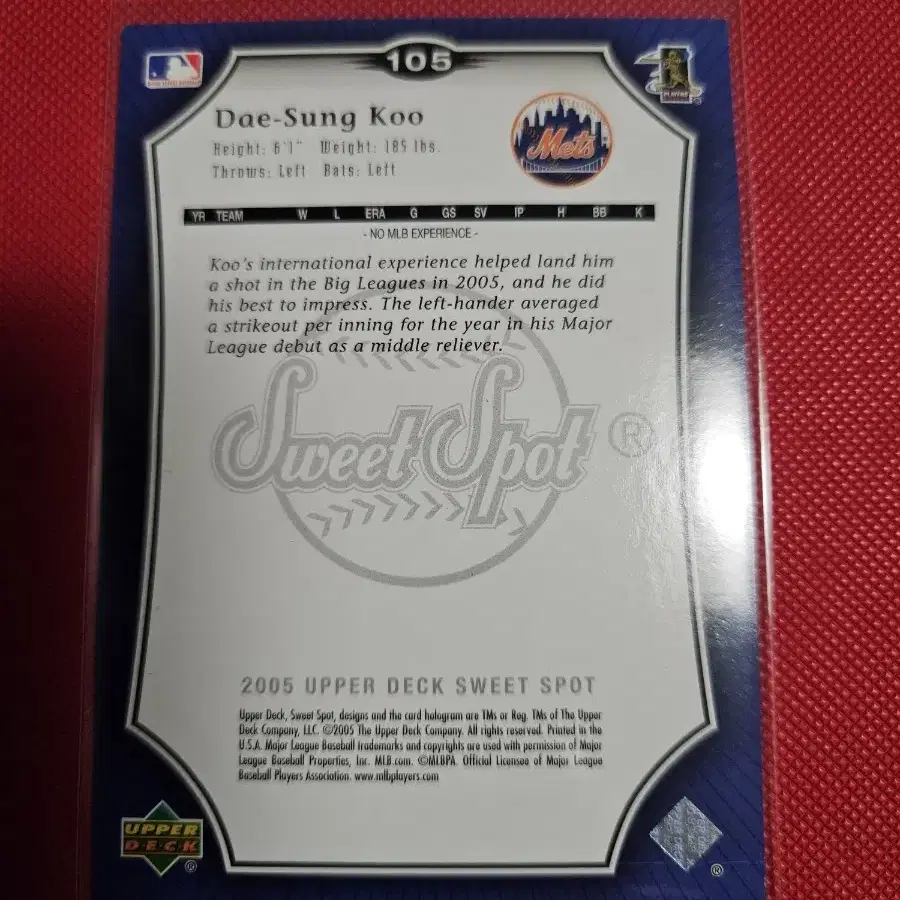 105
Dae-Sung Koo
Height: 6'1" Weight: 185 lbs.
Throws: Left Bats: Left
Mets
YR TEAM W L ERA G GS SV IP H BB K
- NO MLB EXPERIENCE -
Koo's international experience helped land him
a shot in the Big Leagues in 2005, and he did
his best to impress. The left-hander averaged
a strikeout per inning for the year in his Major
League debut as a middle reliever.
Sweet Spot ®
2005 UPPER DECK SWEET SPOT
Upper Deck, Sweet Spot, designs and the card hologram are TMs or Reg. TMs of The Upper
Deck Company, LLC. ©2005 The Upper Deck Company. All rights reserved. Printed in the
U.S.A. Major League Baseball trademarks and copyrights are used with permission of Major
League Baseball Properties, Inc. MLB.com. ©MLBPA. Official Licensee of Major League
Baseball Players Association. www.mlbplayers.com
UPPER
DECK ®
®